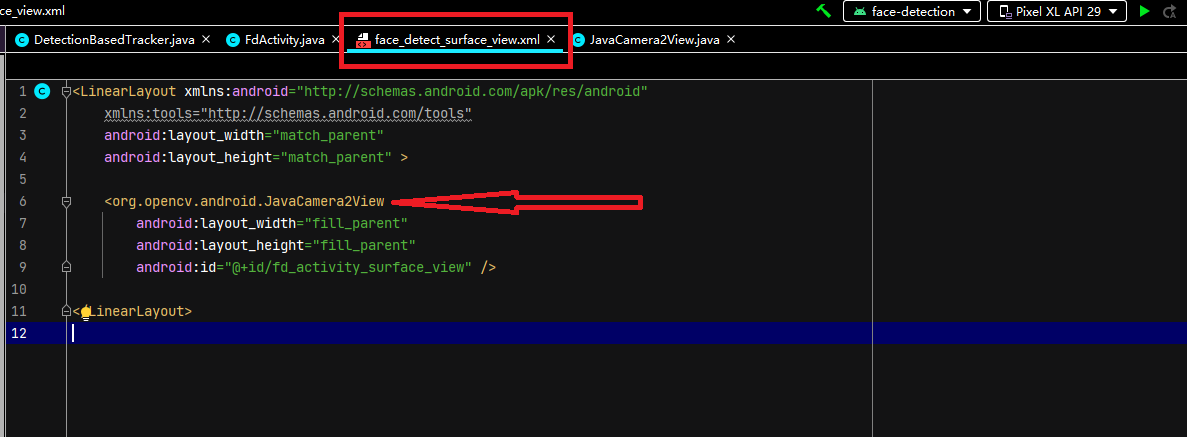 ce_view.xml
face-detection
Pixel XL API 29
DetectionBasedTracker.java
FdActivity.java
face_detect_surface_view.xml
JavaCamera2View.java
1 <LinearLayout xmlns:android="http://schemas.android.com/apk/res/android"
2 xmlns:tools="http://schemas.android.com/tools"
3 android:layout_width="match_parent"
4 android:layout_height="match_parent" >
5
6 <org.opencv.android.JavaCamera2View
7 android:layout_width="fill_parent"
8 android:layout_height="fill_parent"
9 android:id="@+id/fd_activity_surface_view" />
10
11 </LinearLayout>
12